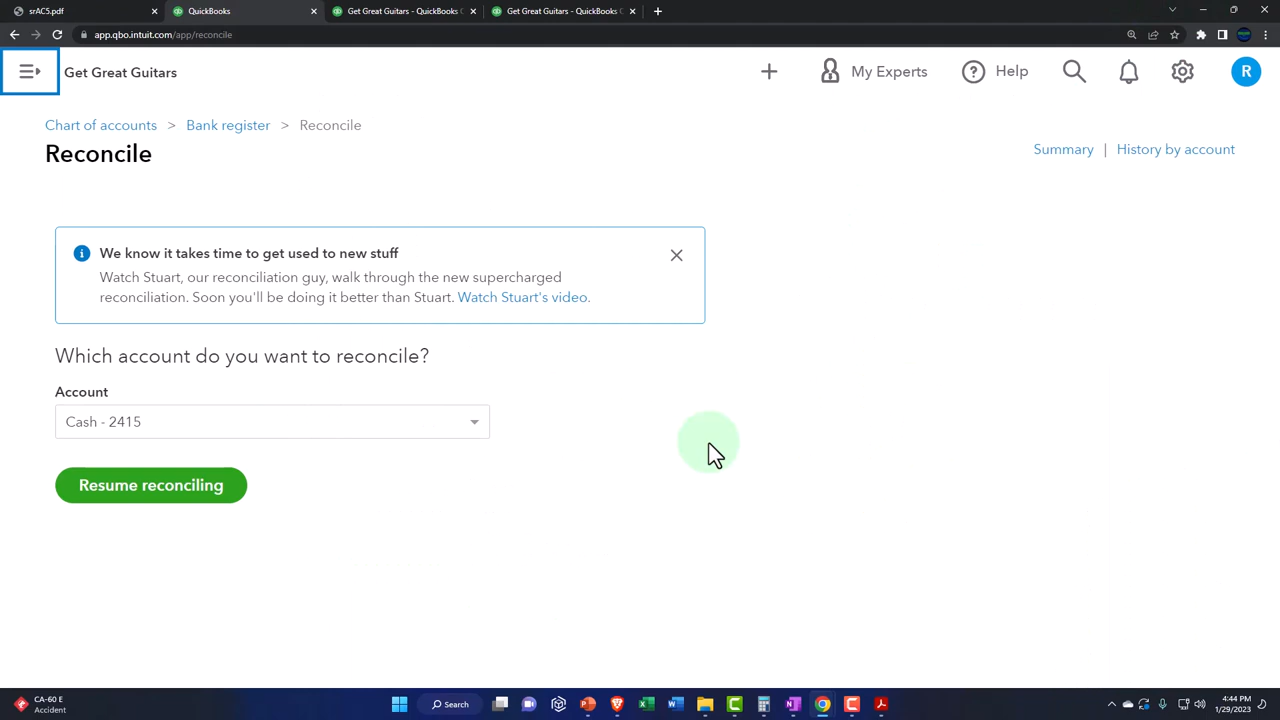 srACS.pdf
QuickBooks
Get Great Guitars - QuickBooks C
Get Great Guitars - QuickBooks C
app.qbo.intuit.com/app/reconcile
Get Great Guitars
My Experts
Help
R
Chart of accounts > Bank register > Reconcile
Reconcile
Summary | History by account
We know it takes time to get used to new stuff
Watch Stuart, our reconciliation guy, walk through the new supercharged
reconciliation. Soon you'll be doing it better than Stuart. Watch Stuart's video.
Which account do you want to reconcile?
Account
Cash - 2415
Resume reconciling
CA-60 E
Accident
Search
4:44 PM
1/29/2023